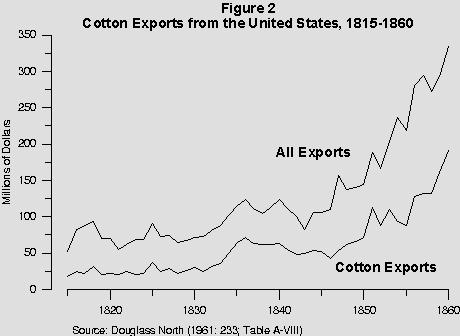 Figure 2
Cotton Exports from the United States, 1815-1860
350
300
250
200
150
100
50
0
Millions of Dollars
All Exports
Cotton Exports
1820
1830
1840
1850
1860
Source: Douglass North (1961: 233; Table A-VIII)